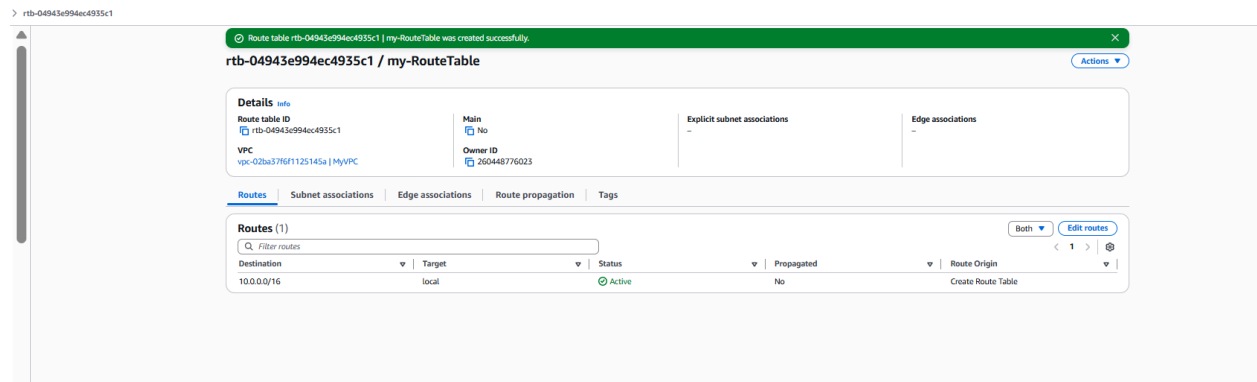 rtb-04943e994ec4935c1
Route table rtb-04943e994ec4935c1 | my-RouteTable was created successfully.
rtb-04943e994ec4935c1 / my-RouteTable
Actions
Details Info
Route table ID
rtb-04943e994ec4935c1
Main
No
Explicit subnet associations
–
Edge associations
–
VPC
vpc-02ba37f6f1125145a | MyVPC
Owner ID
260448776023
Routes
Subnet associations
Edge associations
Route propagation
Tags
Routes (1)
Both
Edit routes
Filter routes
1
Destination
Target
Status
Propagated
Route Origin
10.0.0.0/16
local
Active
No
Create Route Table